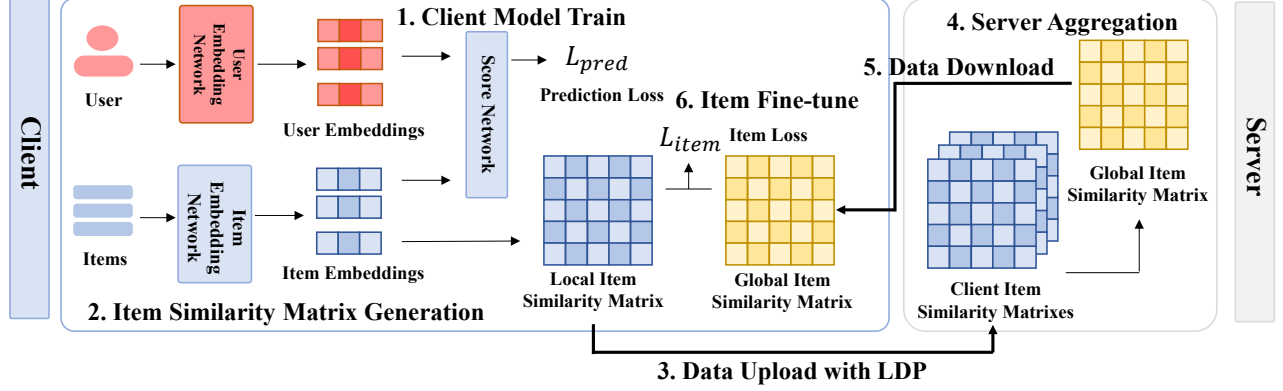 Client
1. Client Model Train
User
User
Embedding
Network
User Embeddings
Score Network
L_pred
Prediction Loss
Items
Item
Embedding
Network
Item Embeddings
2. Item Similarity Matrix Generation
6. Item Fine-tune
L_item
Item Loss
Local Item
Similarity Matrix
Global Item
Similarity Matrix
3. Data Upload with LDP
4. Server Aggregation
5. Data Download
Global Item
Similarity Matrix
Client Item
Similarity Matrixes
Server